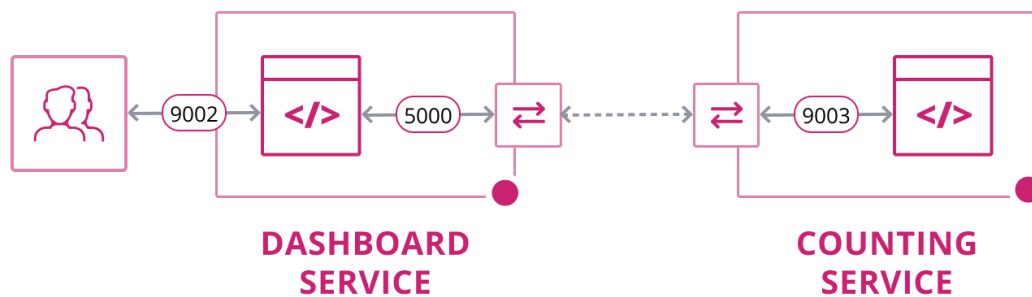 9002
</>
5000
9003
</>
DASHBOARD
SERVICE
COUNTING
SERVICE